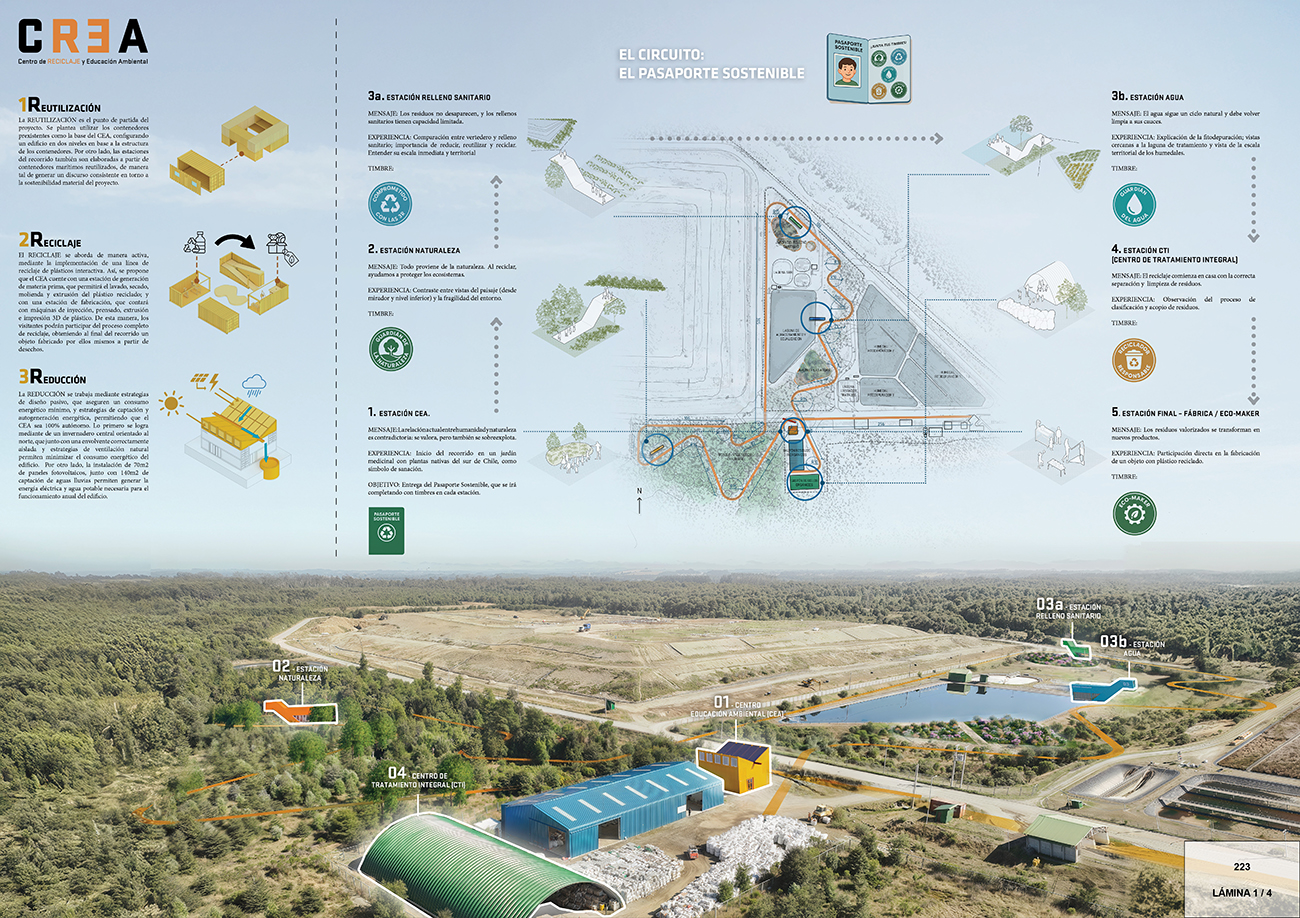 CREA
Centro de RECICLAJE y Educación Ambiental
1REUTILIZACIÓN
La REUTILIZACIÓN es el punto de partida del
proyecto. Se plantea utilizar los contenedores
preexistentes como la base del CEA, configurando
un edificio en dos niveles en base a la estructura
de los contenedores. Por otro lado, las estaciones
del recorrido también son elaboradas a partir de
contenedores marítimos reutilizados, de manera
tal de generar un discurso consistente en torno a
la sostenibilidad material del proyecto.
2RECICLAJE
El RECICLAJE se aborda de manera activa,
mediante la implementación de una línea de
reciclaje de plásticos interactiva. Así, se propone
que el CEA cuente con una estación de generación
de materia prima, que permitirá el lavado, secado,
molienda y extrusión del plástico reciclado; y
con una estación de fabricación, que contará
con máquinas de inyección, prensado, extrusión
e impresión 3D de plástico. De esta manera, los
visitantes podrán participar del proceso completo
de reciclaje, obteniendo al final del recorrido un
objeto fabricado por ellos mismos a partir de
desechos.
3REDUCCIÓN
La REDUCCIÓN se trabaja mediante estrategias
de diseño pasivo, que aseguren un consumo
energético mínimo, y estrategias de captación y
autogeneración energética, permitiendo que el
CEA sea 100% autónomo. Lo primero se logra
mediante de un invernadero central orientado al
norte, que junto con una envolvente correctamente
aislada y estrategias de ventilación natural
permiten minimizar el consumo energético del
edificio. Por otro lado, la instalación de 70m2
de paneles fotovoltaicos, junto con 140m2 de
captación de aguas lluvias permiten generar la
energía eléctrica y agua potable necesaria para el
funcionamiento anual del edificio.
EL CIRCUITO:
EL PASAPORTE SOSTENIBLE
PASAPORTE
SOSTENIBLE
3a. ESTACIÓN RELLENO SANITARIO
MENSAJE: Los residuos no desaparecen, y los rellenos
sanitarios tienen capacidad limitada.
EXPERIENCIA: Comparación entre vertedero y relleno
sanitario; importancia de reducir, reutilizar y reciclar.
Entender su escala inmediata y territorial
TIMBRE:
COMPROMETIDO
CON LAS 3R
2. ESTACIÓN NATURALEZA
MENSAJE: Todo proviene de la naturaleza. Al reciclar,
ayudamos a proteger los ecosistemas.
EXPERIENCIA: Contraste entre vistas del paisaje (desde
mirador y nivel inferior) y la fragilidad del entorno.
TIMBRE:
GUARDIÁN DE
LA NATURALEZA
1. ESTACIÓN CEA.
MENSAJE: La relación actual entre humanidad y naturaleza
es contradictoria: se valora, pero también se sobreexplota.
EXPERIENCIA: Inicio del recorrido en un jardín
medicinal con plantas nativas del sur de Chile, como
símbolo de sanación.
OBJETIVO: Entrega del Pasaporte Sostenible, que se irá
completando con timbres en cada estación.
PASAPORTE
SOSTENIBLE
N
3b. ESTACIÓN AGUA
MENSAJE: El agua sigue un ciclo natural y debe volver
limpia a sus cauces.
EXPERIENCIA: Explicación de la fitodepuración; vistas
cercanas a la laguna de tratamiento y vista de la escala
territorial de los humedales.
TIMBRE:
GUARDIÁN
DEL AGUA
4. ESTACIÓN CTI
(CENTRO DE TRATAMIENTO INTEGRAL)
MENSAJE: El reciclaje comienza en casa con la correcta
separación y limpieza de residuos.
EXPERIENCIA: Observación del proceso de
clasificación y acopio de residuos.
TIMBRE:
RECICLADOR
RESPONSABLE
5. ESTACIÓN FINAL - FÁBRICA / ECO-MAKER
MENSAJE: Los residuos valorizados se transforman en
nuevos productos.
EXPERIENCIA: Participación directa en la fabricación
de un objeto con plástico reciclado.
TIMBRE:
ECO-MAKER
03a - ESTACIÓN
RELLENO SANITARIO
03b - ESTACIÓN
AGUA
02 - ESTACIÓN
NATURALEZA
01 - CENTRO
EDUCACIÓN AMBIENTAL (CEA)
04 - CENTRO DE
TRATAMIENTO INTEGRAL (CTI)
223
LÁMINA 1 / 4